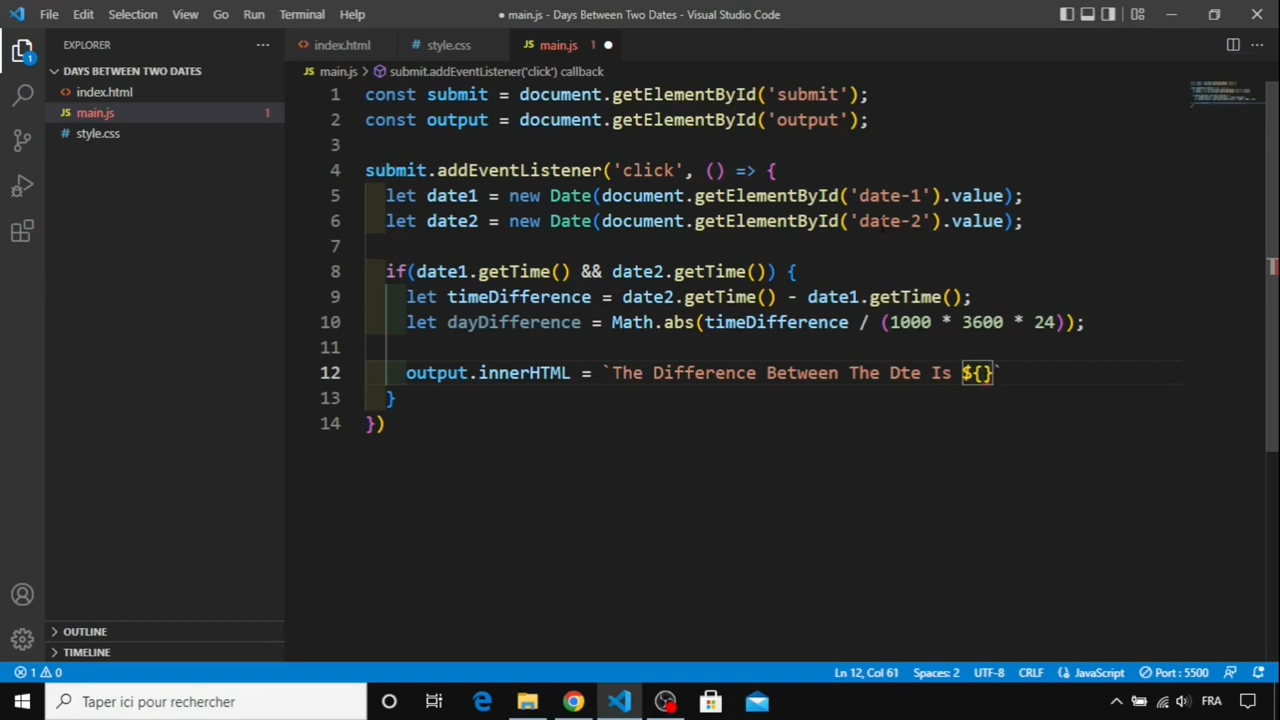 File Edit Selection View Go Run Terminal Help
● main.js - Days Between Two Dates - Visual Studio Code
EXPLORER
index.html
style.css
JS main.js 1
DAYS BETWEEN TWO DATES
JS main.js > submit.addEventListener('click') callback
index.html
JS main.js 1
style.css
1 const submit = document.getElementById('submit');
2 const output = document.getElementById('output');
3
4 submit.addEventListener('click', () => {
5 let date1 = new Date(document.getElementById('date-1').value);
6 let date2 = new Date(document.getElementById('date-2').value);
7
8 if(date1.getTime() && date2.getTime()) {
9 let timeDifference = date2.getTime() - date1.getTime();
10 let dayDifference = Math.abs(timeDifference / (1000 * 3600 * 24));
11
12 output.innerHTML = `The Difference Between The Dte Is ${}`
13 }
14 })
1
OUTLINE
TIMELINE
1 0 Ln 12, Col 61 Spaces: 2 UTF-8 CRLF {} JavaScript Port : 5500
Taper ici pour rechercher
FRA